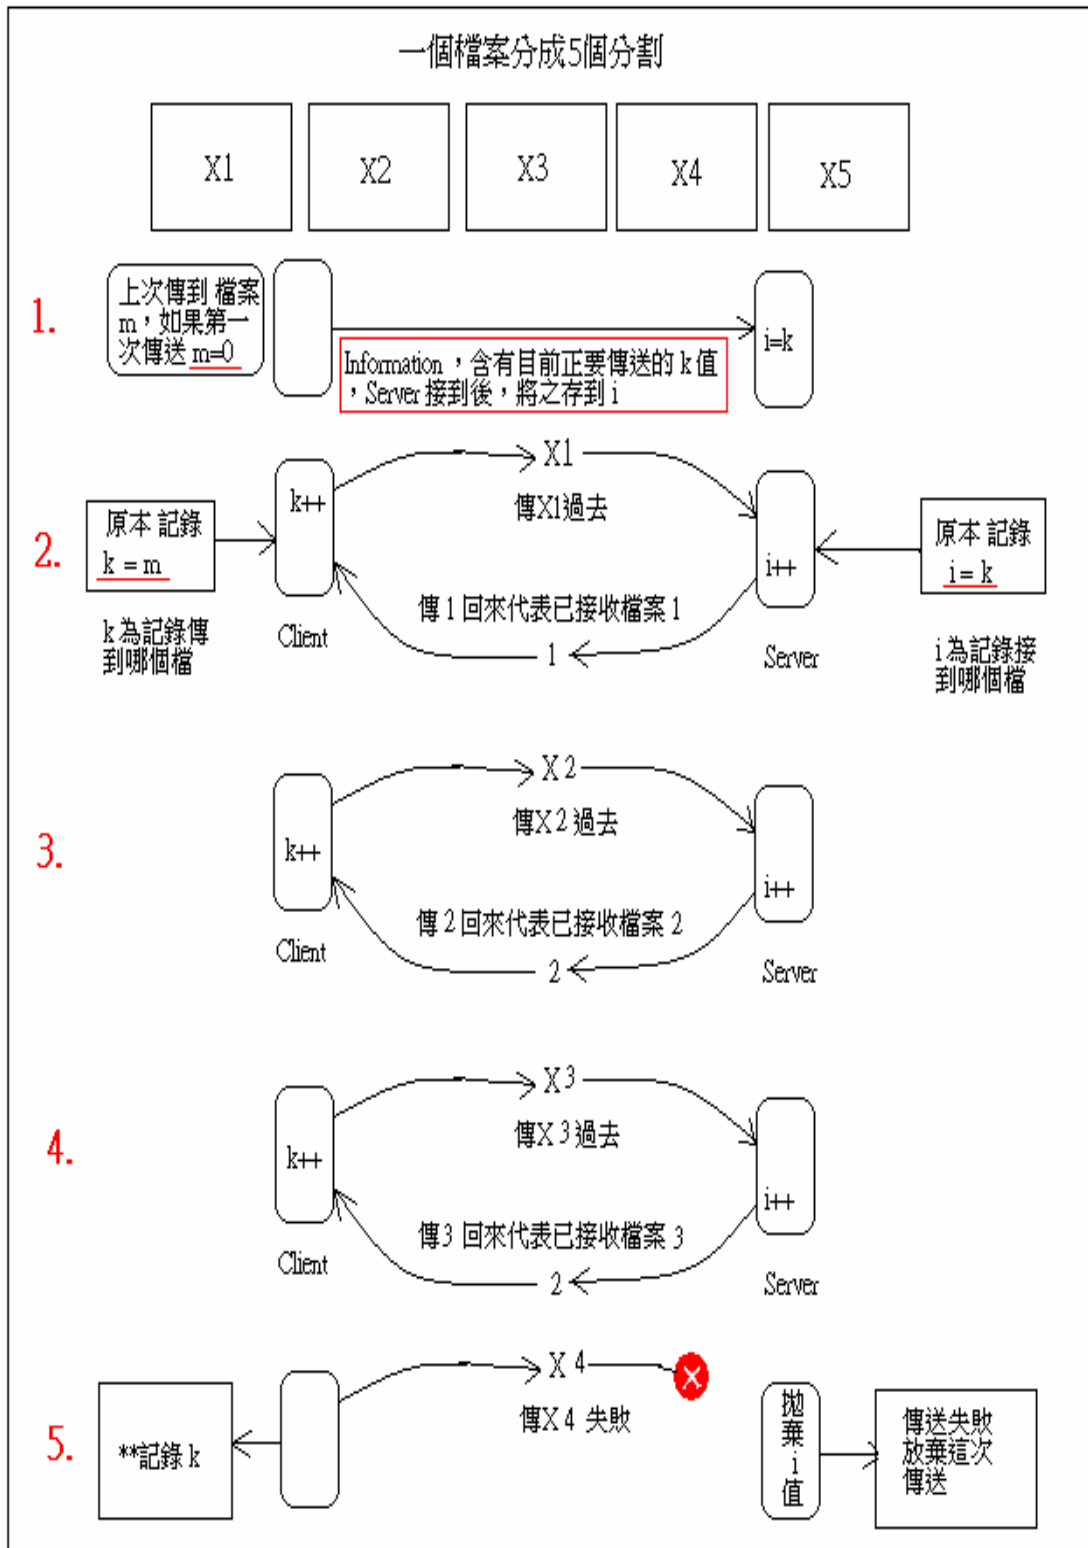 一個檔案分成5個分割
X1
X2
X3
X4
X5
1.
上次傳到 檔案
m，如果第一
次傳送 m=0
Information，含有目前正要傳送的 k 值
，Server 接到後，將之存到 i
i=k
2.
原本 記錄
k = m
k 為記錄傳
到哪個檔
k++
Client
X1
傳X1過去
傳 1 回來代表已接收檔案 1
1
i++
Server
原本 記錄
i = k
i 為記錄接
到哪個檔
3.
k++
Client
X 2
傳X 2 過去
傳 2 回來代表已接收檔案 2
2
i++
Server
4.
k++
Client
X 3
傳X 3 過去
傳3 回來代表已接收檔案 3
2
i++
Server
5.
**記錄 k
X 4
傳X 4 失敗
拋
棄
i
值
傳送失敗
放棄這次
傳送